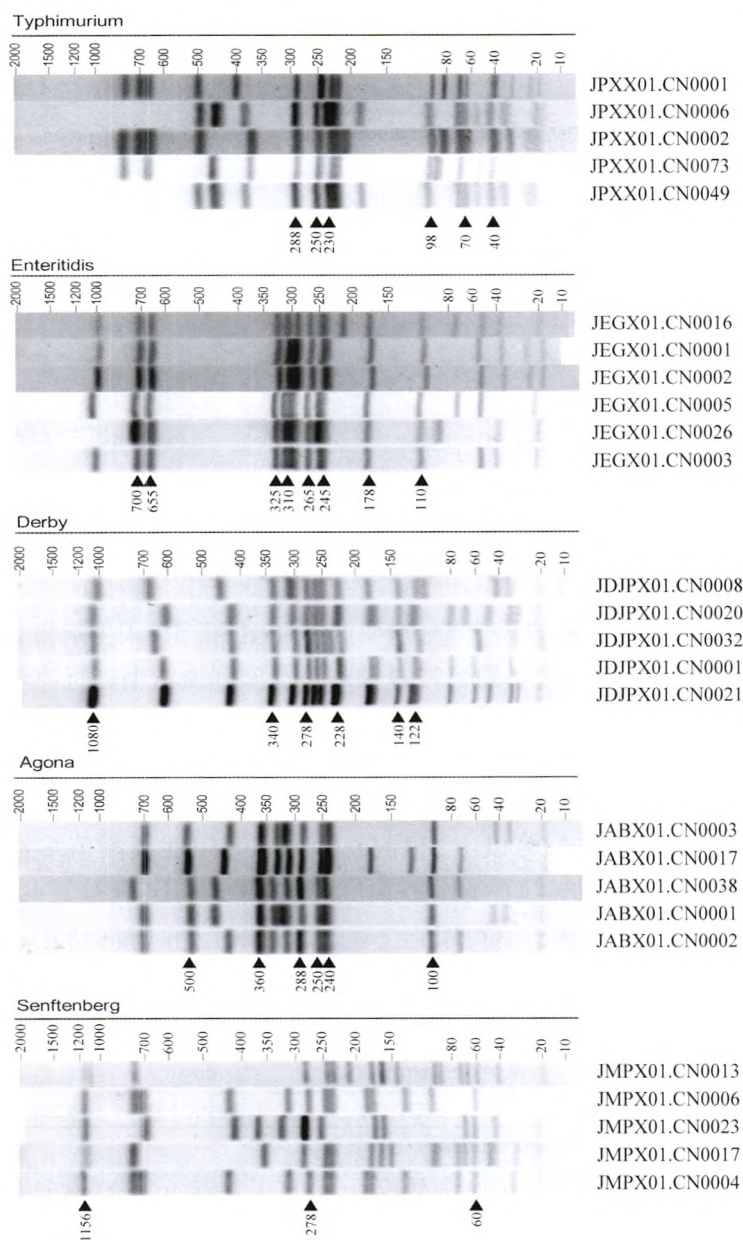 Typhimurium
2000 1500 1200 1000 700 600 500 400 350 300 250 200 150 80 60 40 20 10
JPXX01.CN0001
JPXX01.CN0006
JPXX01.CN0002
JPXX01.CN0073
JPXX01.CN0049
288 250 230 98 70 40
Enteritidis
2000 1500 1200 1000 700 600 500 400 350 300 250 200 150 80 60 40 20 10
JEGX01.CN0016
JEGX01.CN0001
JEGX01.CN0002
JEGX01.CN0005
JEGX01.CN0026
JEGX01.CN0003
700 655 325 310 265 245 178 110
Derby
2000 1500 1200 1000 700 600 500 400 350 300 250 200 150 80 60 40 20 10
JDJPX01.CN0008
JDJPX01.CN0020
JDJPX01.CN0032
JDJPX01.CN0001
JDJPX01.CN0021
1080 340 278 228 140 122
Agona
2000 1500 1200 1000 700 600 500 400 350 300 250 200 150 80 60 40 20 10
JABX01.CN0003
JABX01.CN0017
JABX01.CN0038
JABX01.CN0001
JABX01.CN0002
500 360 288 250 240 100
Senftenberg
2000 1500 1200 1000 700 600 500 400 350 300 250 200 150 80 60 40 20 10
JMPX01.CN0013
JMPX01.CN0006
JMPX01.CN0023
JMPX01.CN0017
JMPX01.CN0004
1156 278 60